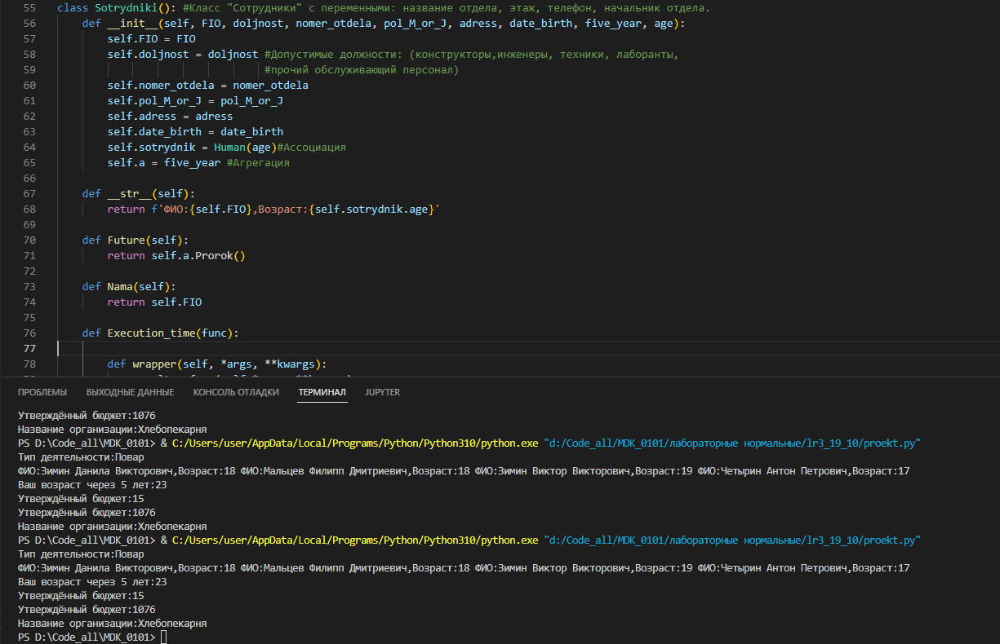 55 class Sotrydniki(): #Класс "Сотрудники" с переменными: название отдела, этаж, телефон, начальник отдела.
56 def __init__(self, FIO, doljnost, nomer_otdela, pol_M_or_J, adress, date_birth, five_year, age):
57 self.FIO = FIO
58 self.doljnost = doljnost #Допустимые должности: (конструкторы,инженеры, техники, лаборанты,
59 #прочий обслуживающий персонал)
60 self.nomer_otdela = nomer_otdela
61 self.pol_M_or_J = pol_M_or_J
62 self.adress = adress
63 self.date_birth = date_birth
64 self.sotrydnik = Human(age)#Ассоциация
65 self.a = five_year #Агрегация
66
67 def __str__(self):
68 return f'ФИО:{self.FIO},Возраст:{self.sotrydnik.age}'
69
70 def Future(self):
71 return self.a.Prorok()
72
73 def Nama(self):
74 return self.FIO
75
76 def Execution_time(func):
77
78 def wrapper(self, *args, **kwargs):
ПРОБЛЕМЫ ВЫХОДНЫЕ ДАННЫЕ КОНСОЛЬ ОТЛАДКИ ТЕРМИНАЛ JUPYTER
Утверждённый бюджет:1076
Название организации:Хлебопекарня
PS D:\Code_all\MDK_0101> & C:/Users/user/AppData/Local/Programs/Python/Python310/python.exe "d:/Code_all/MDK_0101/лабораторные нормальные/lr3_19_10/proekt.py"
Тип деятельности:Повар
ФИО:Зимин Данила Викторович,Возраст:18 ФИО:Мальцев Филипп Дмитриевич,Возраст:18 ФИО:Зимин Виктор Викторович,Возраст:19 ФИО:Четырин Антон Петрович,Возраст:17
Ваш возраст через 5 лет:23
Утверждённый бюджет:15
Утверждённый бюджет:1076
Название организации:Хлебопекарня
PS D:\Code_all\MDK_0101> & C:/Users/user/AppData/Local/Programs/Python/Python310/python.exe "d:/Code_all/MDK_0101/лабораторные нормальные/lr3_19_10/proekt.py"
Тип деятельности:Повар
ФИО:Зимин Данила Викторович,Возраст:18 ФИО:Мальцев Филипп Дмитриевич,Возраст:18 ФИО:Зимин Виктор Викторович,Возраст:19 ФИО:Четырин Антон Петрович,Возраст:17
Ваш возраст через 5 лет:23
Утверждённый бюджет:15
Утверждённый бюджет:1076
Название организации:Хлебопекарня
PS D:\Code_all\MDK_0101>